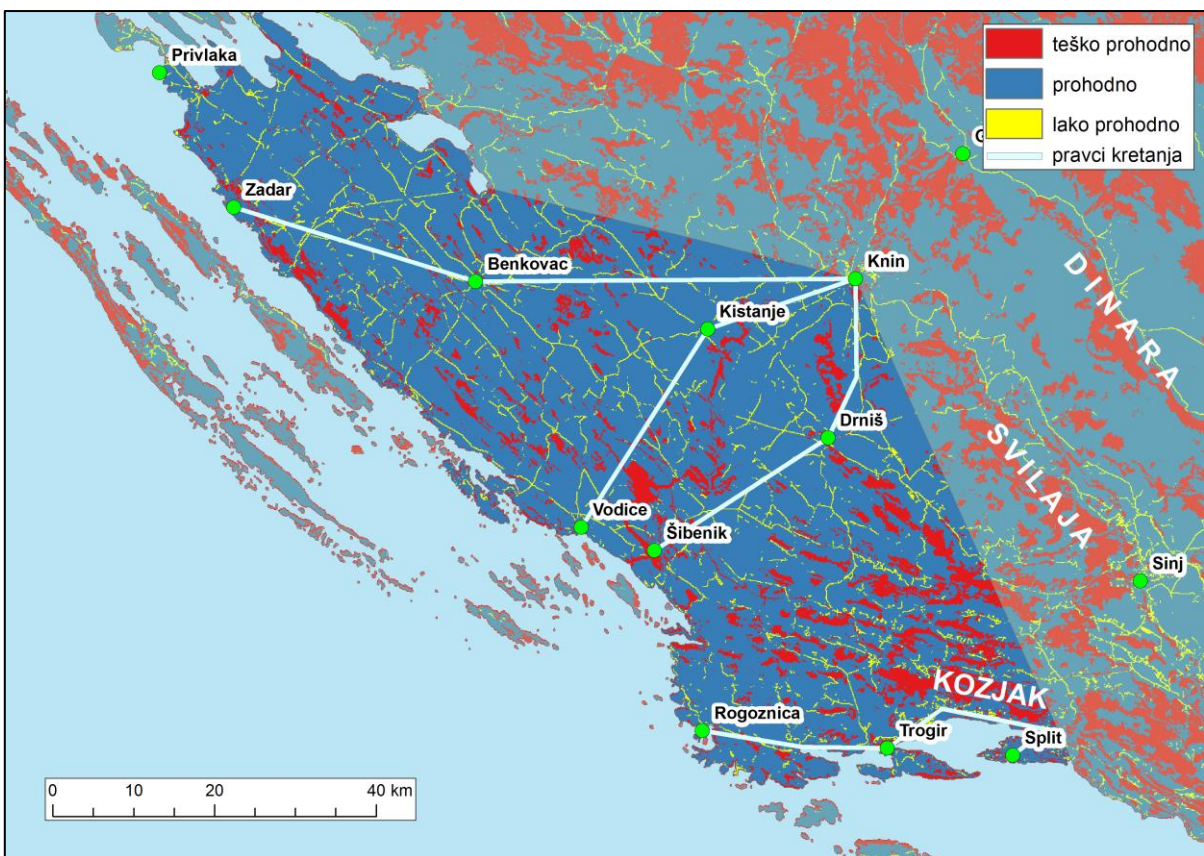 Privlaka
teško prohodno
prohodno
lako prohodno
pravci kretanja
G
Zadar
Benkovac
Knin
Kistanje
DINARA
Drniš
SVILAJA
Vodice
Šibenik
Sinj
KOZJAK
Rogoznica
Trogir
Split
0 10 20 40 km